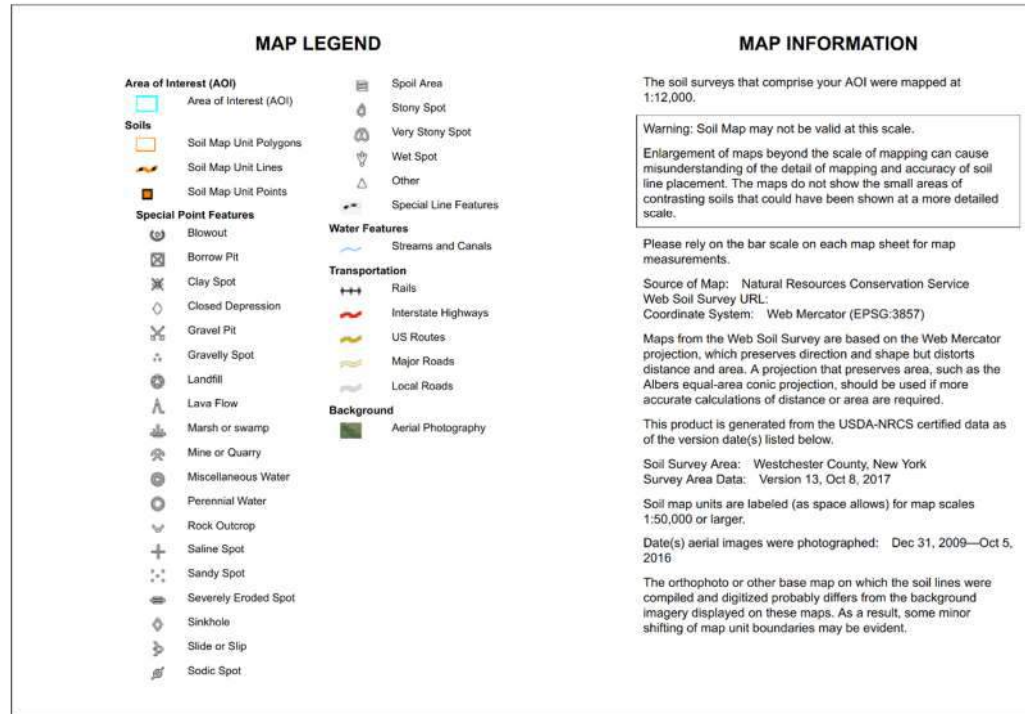 MAP LEGEND
Area of Interest (AOI)
Area of Interest (AOI)
Soils
Soil Map Unit Polygons
Soil Map Unit Lines
Soil Map Unit Points
Special Point Features
Blowout
Borrow Pit
Clay Spot
Closed Depression
Gravel Pit
Gravelly Spot
Landfill
Lava Flow
Marsh or swamp
Mine or Quarry
Miscellaneous Water
Perennial Water
Rock Outcrop
Saline Spot
Sandy Spot
Severely Eroded Spot
Sinkhole
Slide or Slip
Sodic Spot
Spoil Area
Stony Spot
Very Stony Spot
Wet Spot
Other
Special Line Features
Water Features
Streams and Canals
Transportation
Rails
Interstate Highways
US Routes
Major Roads
Local Roads
Background
Aerial Photography
MAP INFORMATION
The soil surveys that comprise your AOI were mapped at
1:12,000.
Warning: Soil Map may not be valid at this scale.
Enlargement of maps beyond the scale of mapping can cause
misunderstanding of the detail of mapping and accuracy of soil
line placement. The maps do not show the small areas of
contrasting soils that could have been shown at a more detailed
scale.
Please rely on the bar scale on each map sheet for map
measurements.
Source of Map: Natural Resources Conservation Service
Web Soil Survey URL:
Coordinate System: Web Mercator (EPSG:3857)
Maps from the Web Soil Survey are based on the Web Mercator
projection, which preserves direction and shape but distorts
distance and area. A projection that preserves area, such as the
Albers equal-area conic projection, should be used if more
accurate calculations of distance or area are required.
This product is generated from the USDA-NRCS certified data as
of the version date(s) listed below.
Soil Survey Area: Westchester County, New York
Survey Area Data: Version 13, Oct 8, 2017
Soil map units are labeled (as space allows) for map scales
1:50,000 or larger.
Date(s) aerial images were photographed: Dec 31, 2009—Oct 5,
2016
The orthophoto or other base map on which the soil lines were
compiled and digitized probably differs from the background
imagery displayed on these maps. As a result, some minor
shifting of map unit boundaries may be evident.